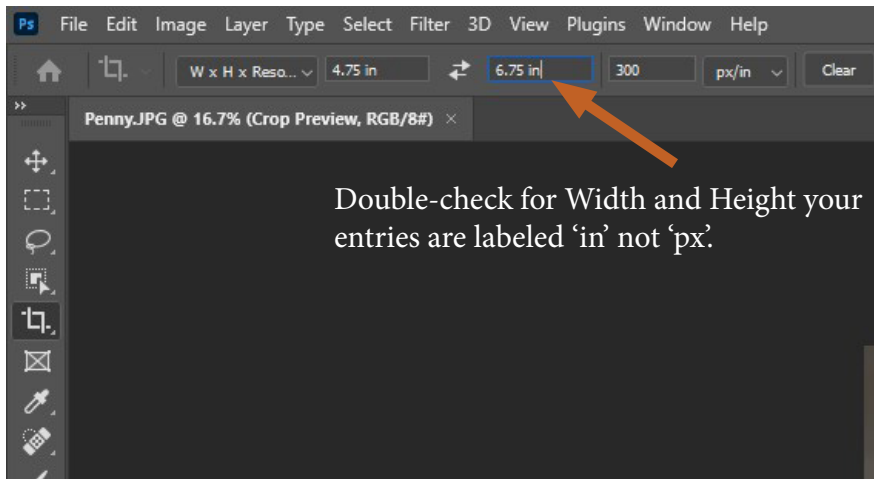 Ps File Edit Image Layer Type Select Filter 3D View Plugins Window Help
W x H x Reso... 4.75 in 6.75 in 300 px/in Clear
Penny.JPG @ 16.7% (Crop Preview, RGB/8#) ×
Double-check for Width and Height your
entries are labeled ‘in’ not ‘px’.